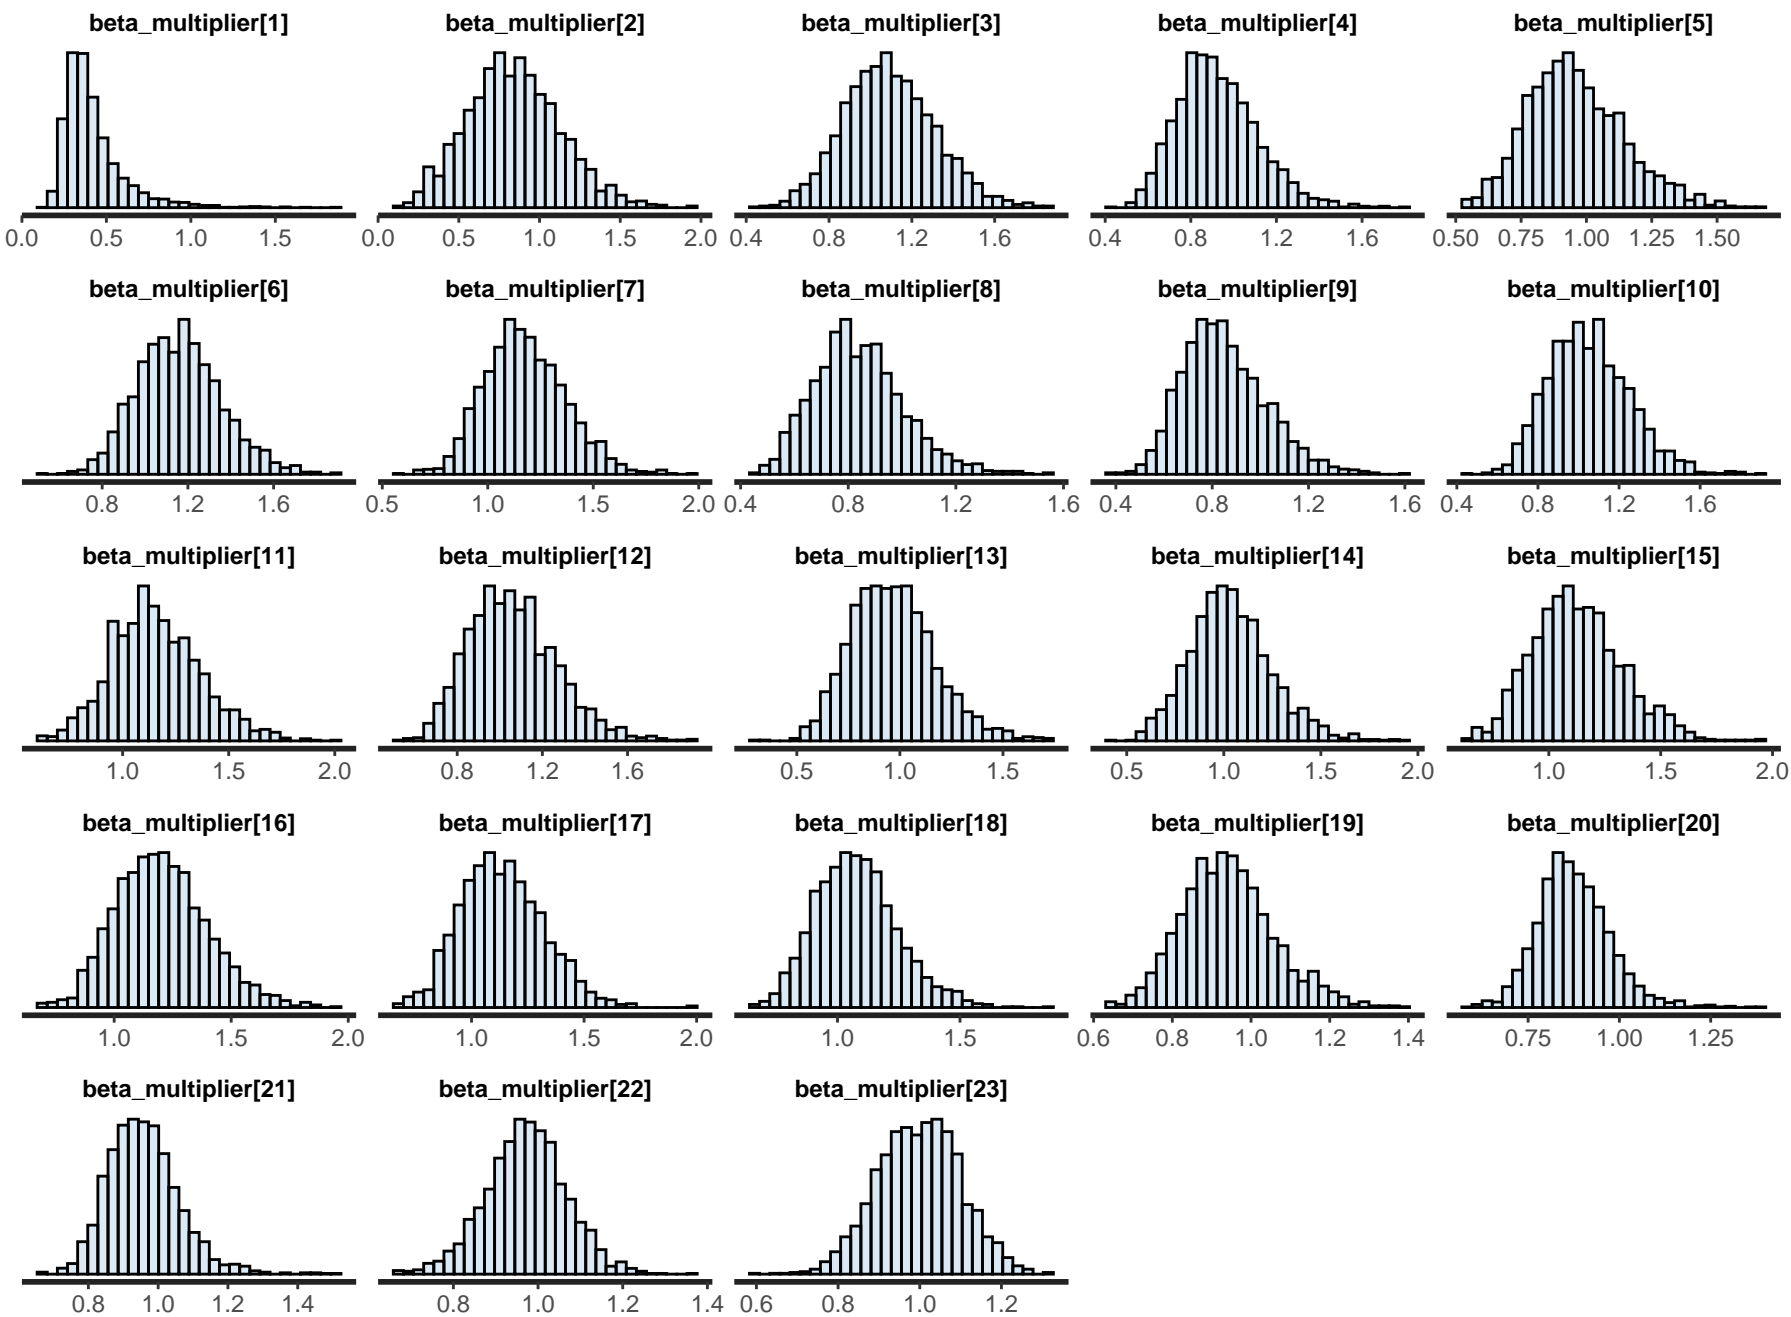 beta_multiplier[1] beta_multiplier[2] beta_multiplier[3] beta_multiplier[4] beta_multiplier[5]
0.0 0.5 1.0 1.5 0.0 0.5 1.0 1.5 2.0 0.4 0.8 1.2 1.6 0.4 0.8 1.2 1.6 0.50 0.75 1.00 1.25 1.50
beta_multiplier[6] beta_multiplier[7] beta_multiplier[8] beta_multiplier[9] beta_multiplier[10]
0.8 1.2 1.6 0.5 1.0 1.5 2.0 0.4 0.8 1.2 1.6 0.4 0.8 1.2 1.6 0.4 0.8 1.2 1.6
beta_multiplier[11] beta_multiplier[12] beta_multiplier[13] beta_multiplier[14] beta_multiplier[15]
1.0 1.5 2.0 0.8 1.2 1.6 0.5 1.0 1.5 0.5 1.0 1.5 2.0 1.0 1.5 2.0
beta_multiplier[16] beta_multiplier[17] beta_multiplier[18] beta_multiplier[19] beta_multiplier[20]
1.0 1.5 2.0 1.0 1.5 2.0 1.0 1.5 0.6 0.8 1.0 1.2 1.4 0.75 1.00 1.25
beta_multiplier[21] beta_multiplier[22] beta_multiplier[23]
0.8 1.0 1.2 1.4 0.8 1.0 1.2 1.4 0.6 0.8 1.0 1.2